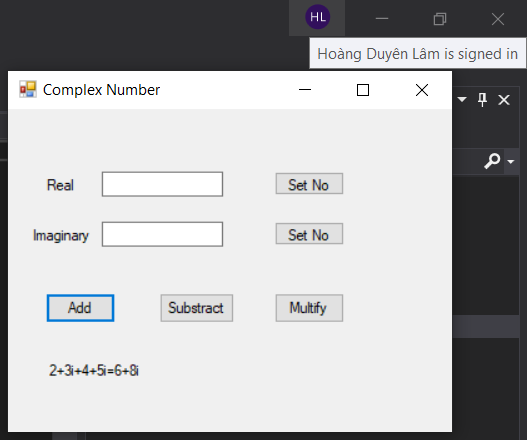 HL
Hoàng Duyên Lâm is signed in
Complex Number
Real
Set No
Imaginary
Set No
Add
Substract
Multify
2+3i+4+5i=6+8i